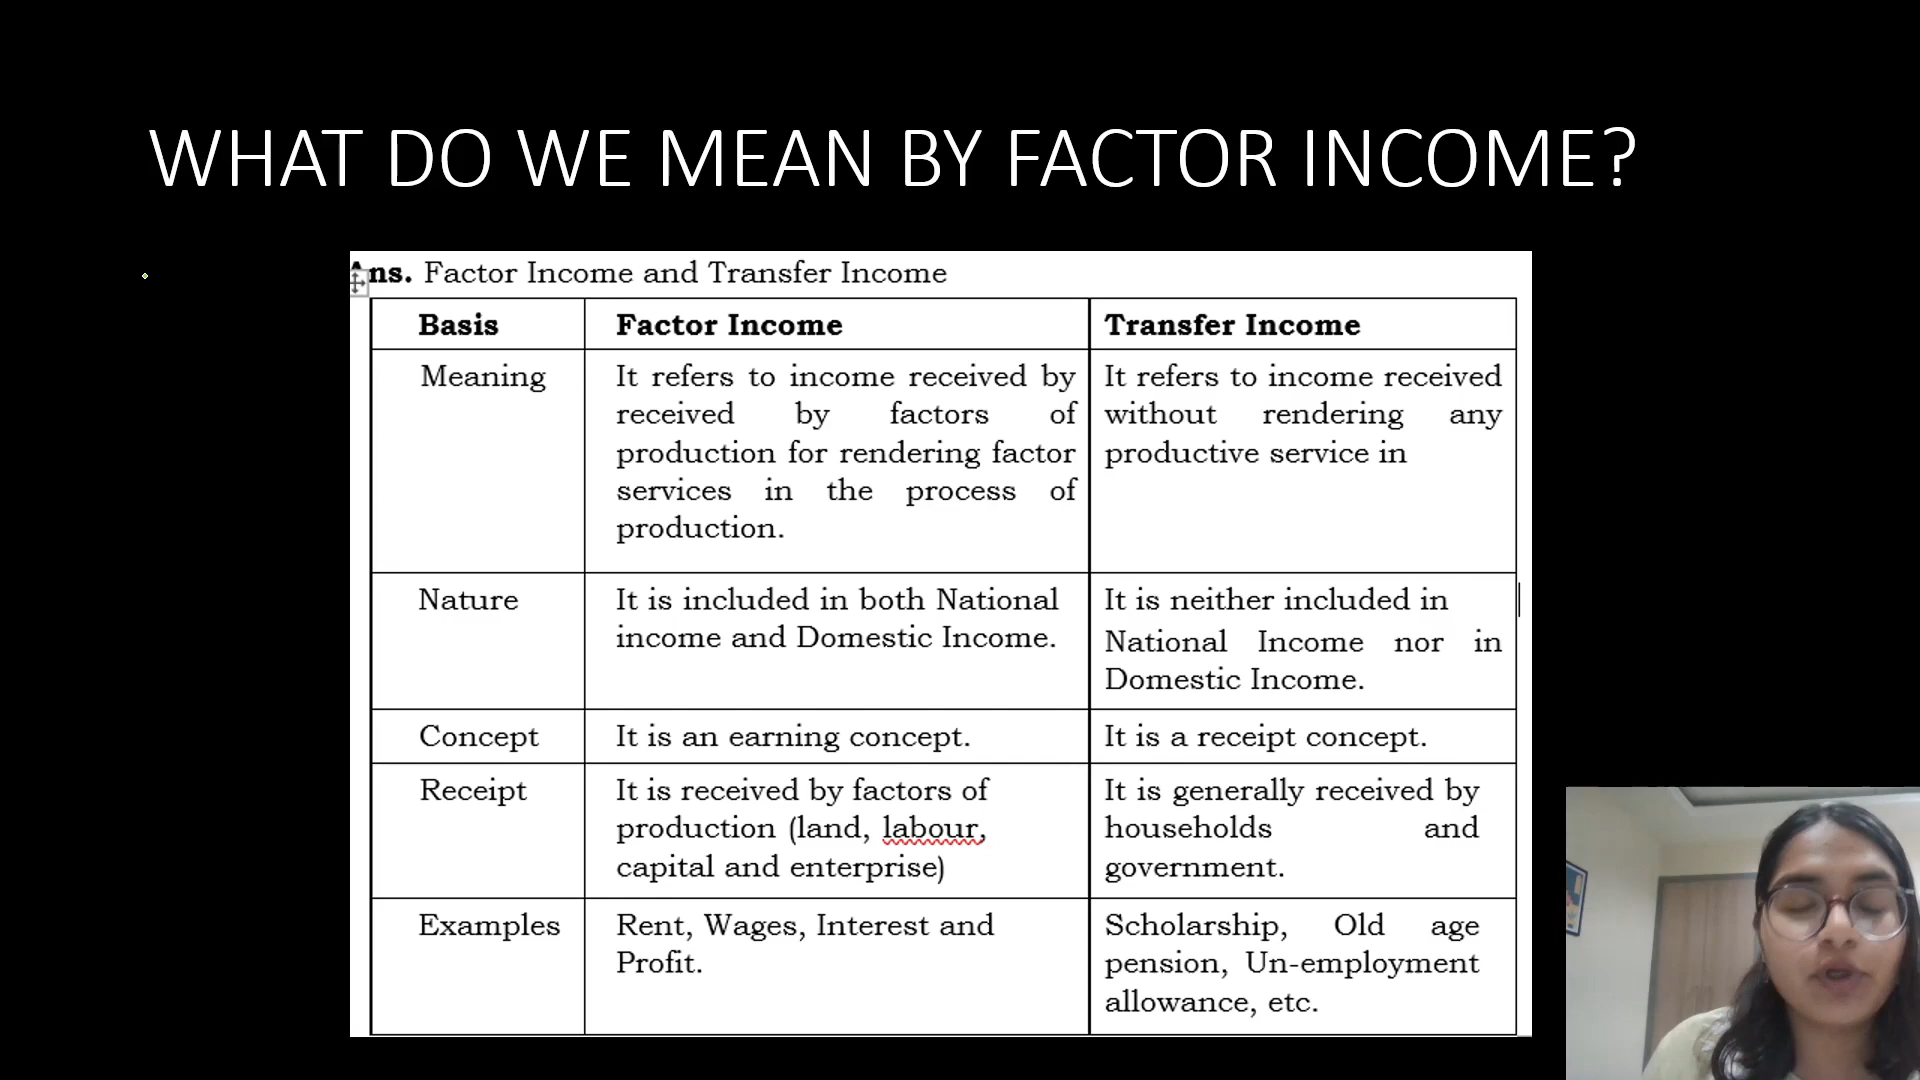 WHAT DO WE MEAN BY FACTOR INCOME?
Ans. Factor Income and Transfer Income
Basis Factor Income Transfer Income
Meaning It refers to income received by It refers to income received
received by factors of without rendering any
production for rendering factor productive service in
services in the process of
production.
Nature It is included in both National It is neither included in
income and Domestic Income. National Income nor in
Domestic Income.
Concept It is an earning concept. It is a receipt concept.
Receipt It is received by factors of It is generally received by
production (land, labour, households and
capital and enterprise) government.
Examples Rent, Wages, Interest and Scholarship, Old age
Profit. pension, Un-employment
allowance, etc.